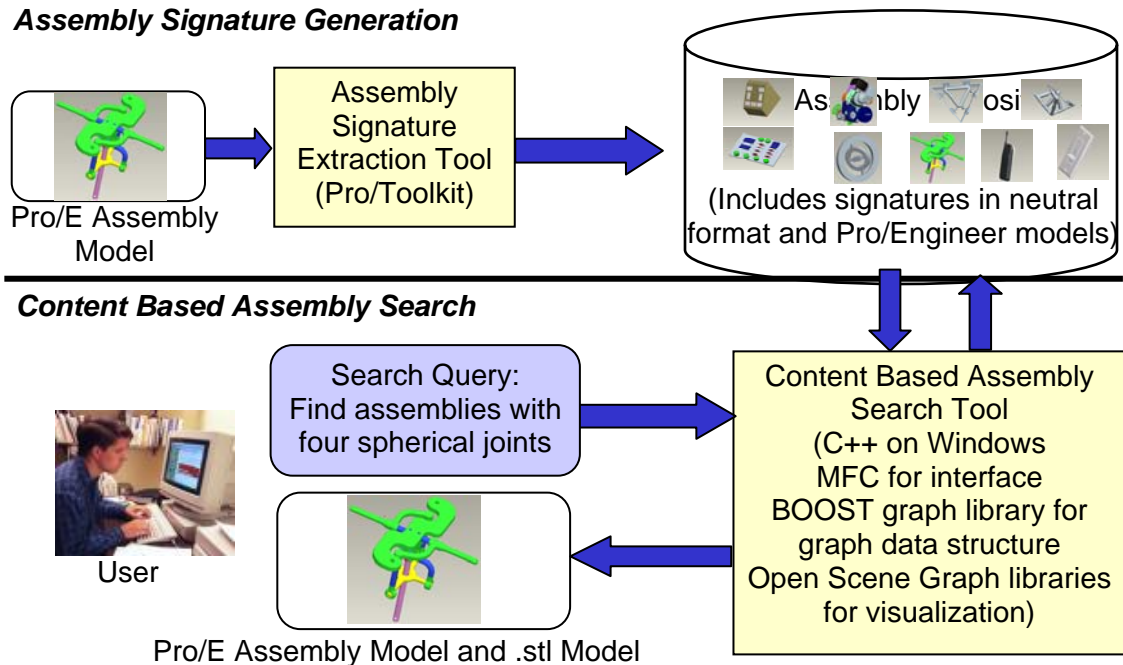 Assembly Signature Generation
Assembly
Signature
Extraction Tool
(Pro/Toolkit)
Pro/E Assembly
Model
(Includes signatures in neutral
format and Pro/Engineer models)
Content Based Assembly Search
Search Query:
Find assemblies with
four spherical joints
User
Pro/E Assembly Model and .stl Model
Content Based Assembly
Search Tool
(C++ on Windows
MFC for interface
BOOST graph library for
graph data structure
Open Scene Graph libraries
for visualization)